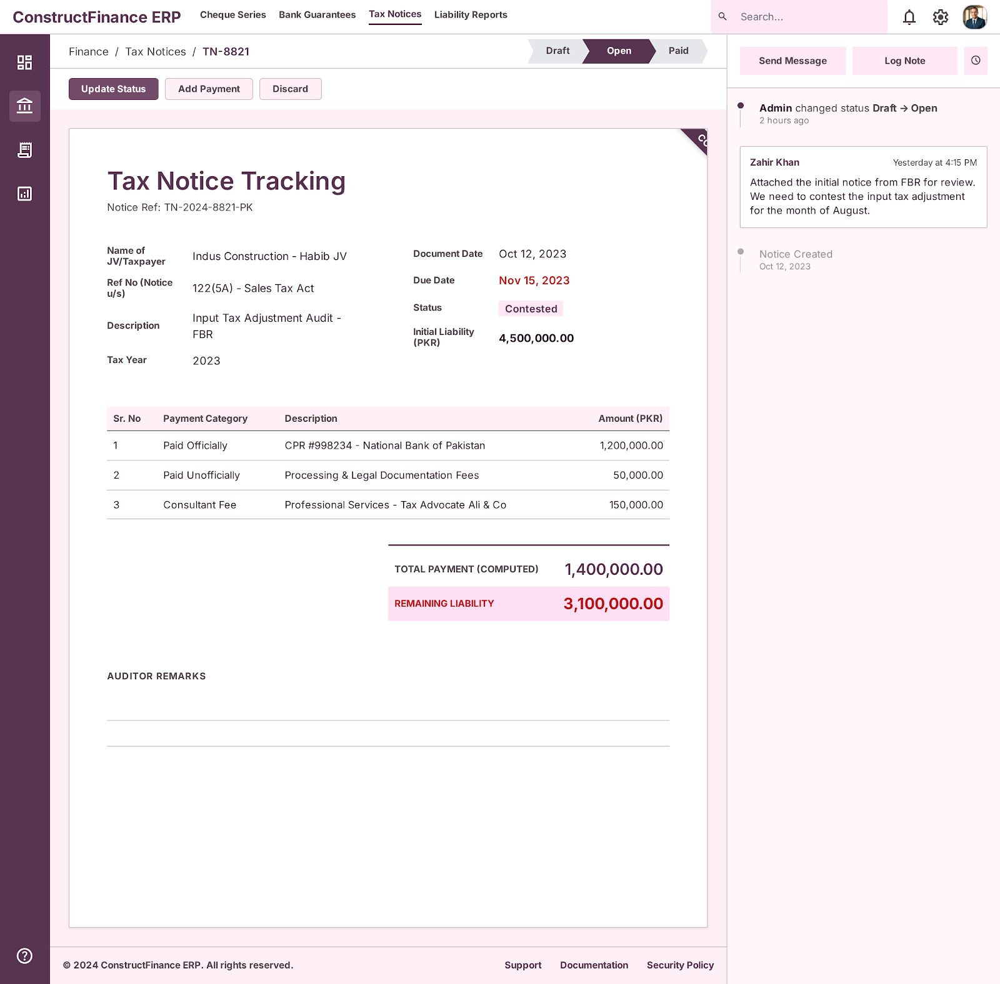 ConstructFinance ERP
Cheque Series
Bank Guarantees
Tax Notices
Liability Reports
Search...
Finance / Tax Notices / TN-8821
Draft
Open
Paid
Update Status
Add Payment
Discard
Tax Notice Tracking
Notice Ref: TN-2024-8821-PK
Name of
JV/Taxpayer
Indus Construction - Habib JV
Ref No (Notice
u/s)
122(5A) - Sales Tax Act
Description
Input Tax Adjustment Audit -
FBR
Tax Year
2023
Document Date
Oct 12, 2023
Due Date
Nov 15, 2023
Status
Contested
Initial Liability
(PKR)
4,500,000.00
Sr. No Payment Category Description Amount (PKR)
1 Paid Officially CPR #998234 - National Bank of Pakistan 1,200,000.00
2 Paid Unofficially Processing & Legal Documentation Fees 50,000.00
3 Consultant Fee Professional Services - Tax Advocate Ali & Co 150,000.00
TOTAL PAYMENT (COMPUTED) 1,400,000.00
REMAINING LIABILITY 3,100,000.00
AUDITOR REMARKS
Send Message
Log Note
Admin changed status Draft → Open
2 hours ago
Zahir Khan
Yesterday at 4:15 PM
Attached the initial notice from FBR for review.
We need to contest the input tax adjustment
for the month of August.
Notice Created
Oct 12, 2023
© 2024 ConstructFinance ERP. All rights reserved.
Support
Documentation
Security Policy